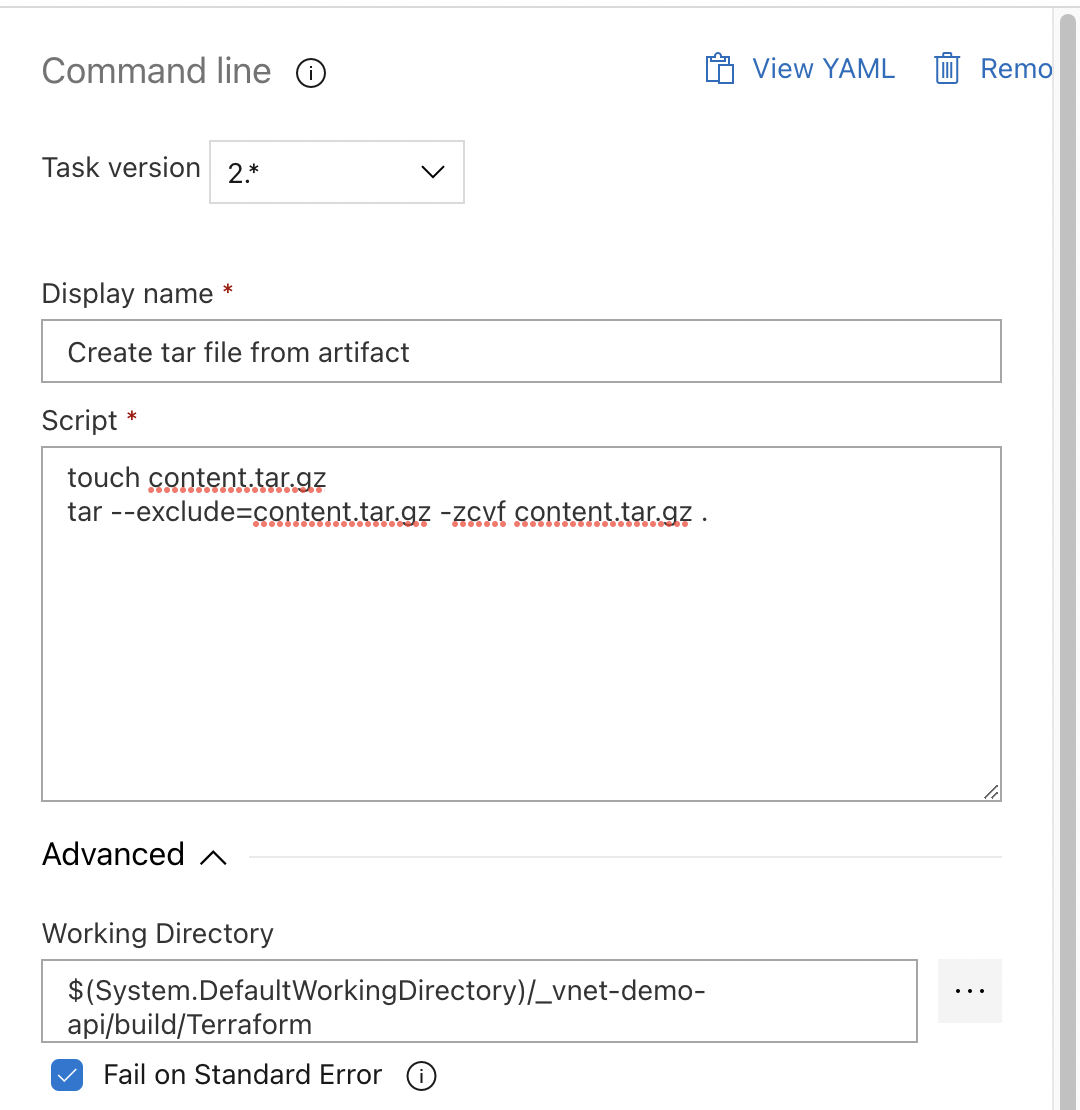 Command line
View YAML
Remo
Task version
2.*
Display name *
Create tar file from artifact
Script *
touch content.tar.gz
tar --exclude=content.tar.gz -zcvf content.tar.gz .
Advanced
Working Directory
$(System.DefaultWorkingDirectory)/_vnet-demo-
api/build/Terraform
...
Fail on Standard Error